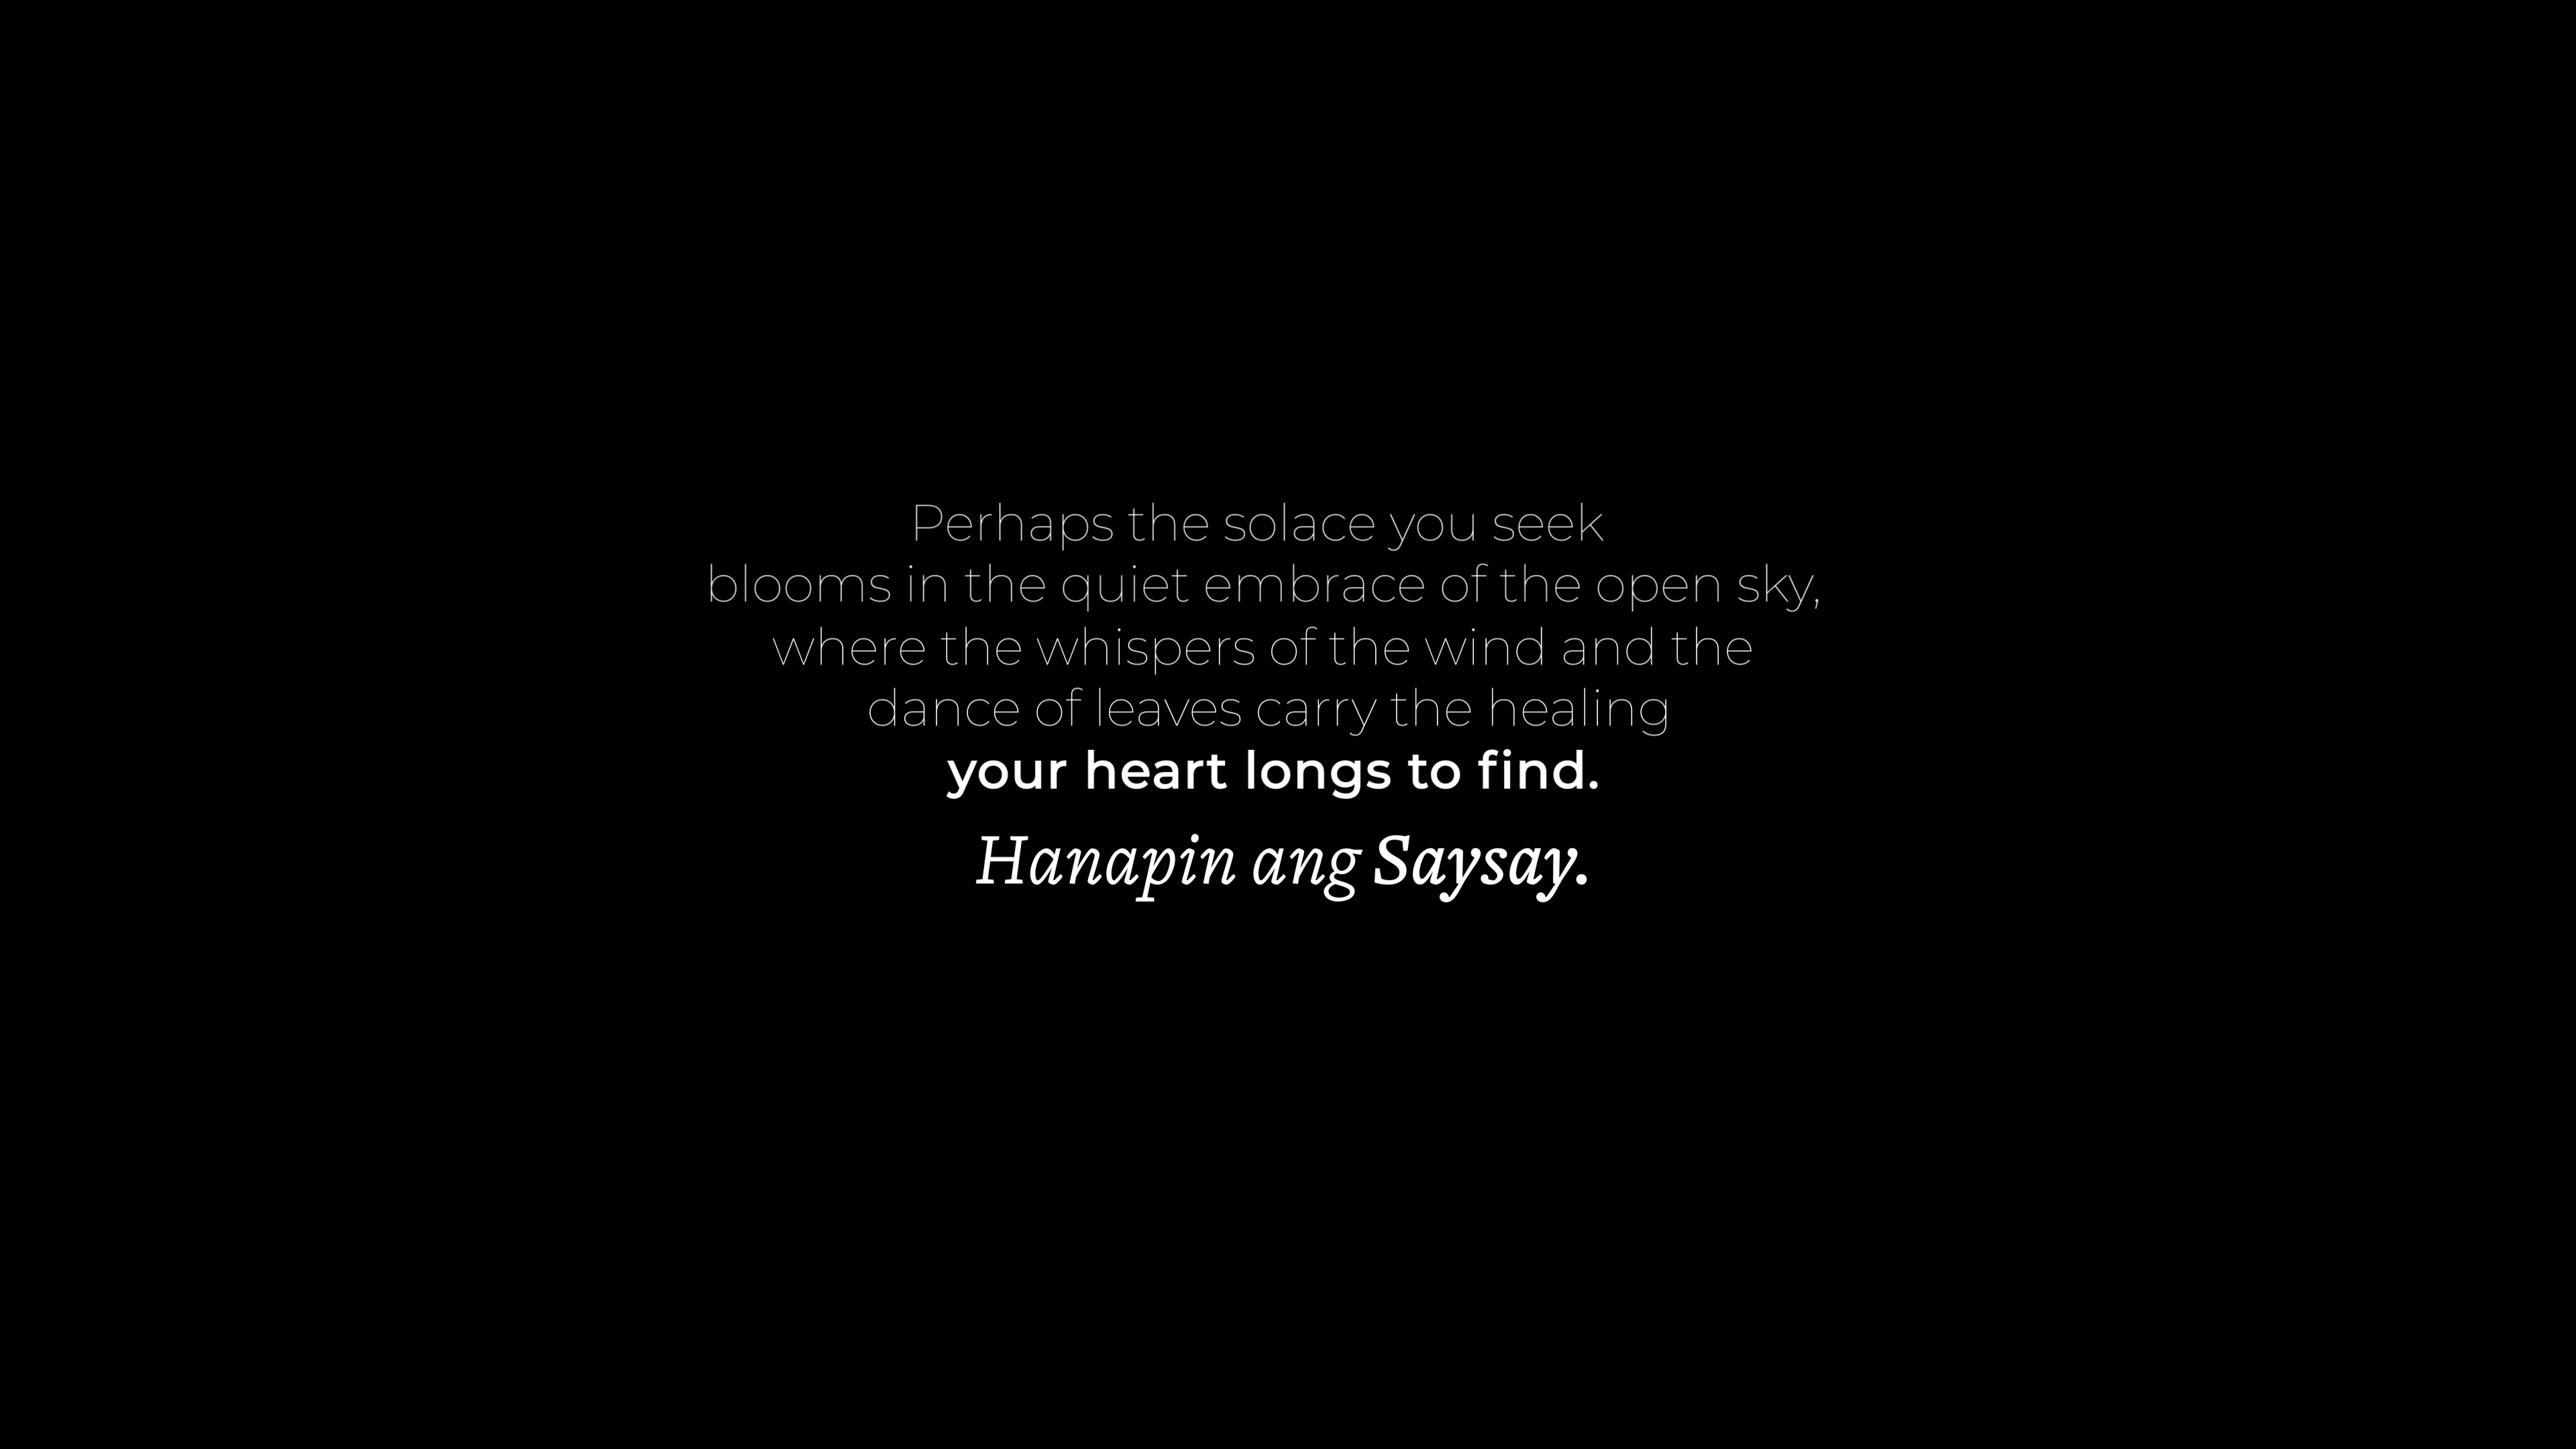 Perhaps the solace you seek
blooms in the quiet embrace of the open sky,
where the whispers of the wind and the
dance of leaves carry the healing
your heart longs to find.
Hanapin ang Saysay.